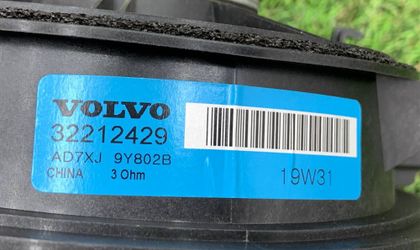 VOLVO
32212429
AD7XJ 9Y802B
CHINA 3 Ohm
19W31